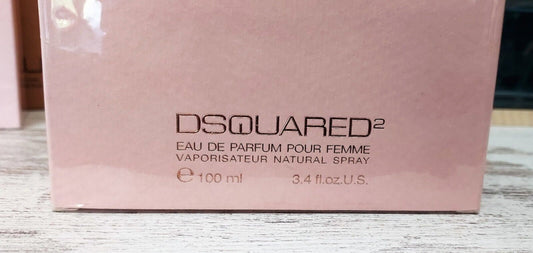 DSQUARED²
EAU DE PARFUM POUR FEMME
VAPORISATEUR NATURAL SPRAY
℮ 100 ml 3.4 fl.oz.U.S.